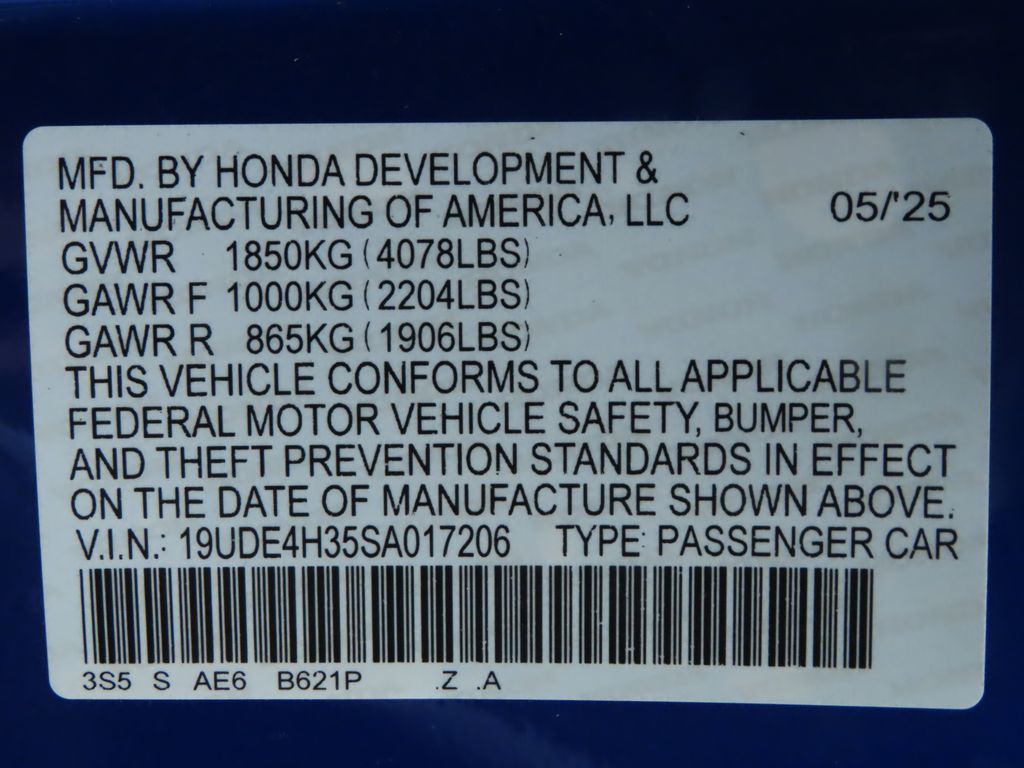 MFD. BY HONDA DEVELOPMENT &
MANUFACTURING OF AMERICA, LLC 05/'25
GVWR 1850KG (4078LBS)
GAWR F 1000KG (2204LBS)
GAWR R 865KG (1906LBS)
THIS VEHICLE CONFORMS TO ALL APPLICABLE
FEDERAL MOTOR VEHICLE SAFETY, BUMPER,
AND THEFT PREVENTION STANDARDS IN EFFECT
ON THE DATE OF MANUFACTURE SHOWN ABOVE.
V.I.N.: 19UDE4H35SA017206 TYPE: PASSENGER CAR
3S5 S AE6 B621P .Z .A